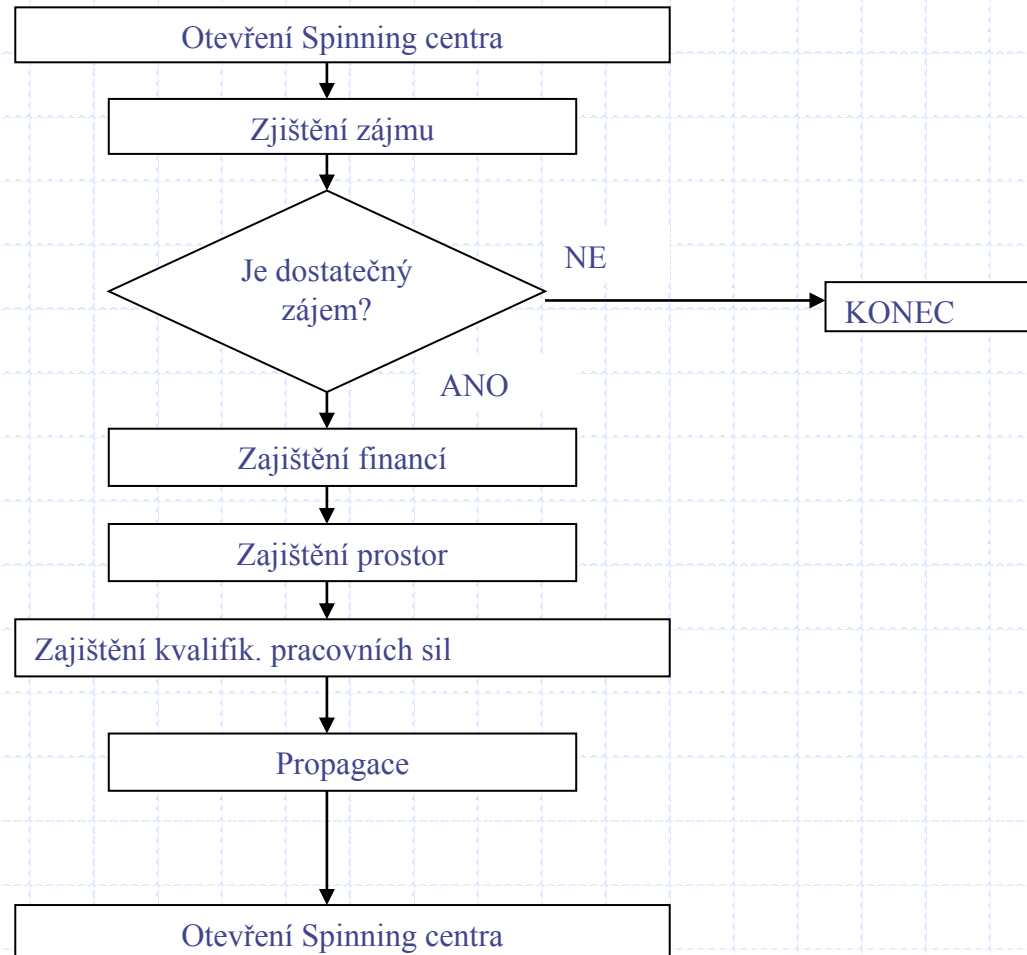 Otevření Spinning centra
Zjištění zájmu
Je dostatečný
zájem?
NE
KONEC
ANO
Zajištění financí
Zajištění prostor
Zajištění kvalifik. pracovních sil
Propagace
Otevření Spinning centra